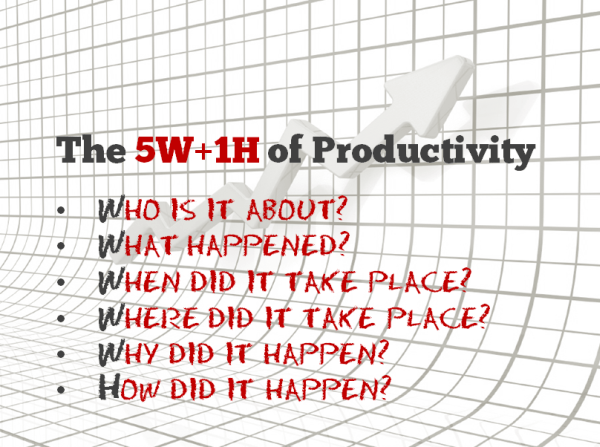 The 5W+1H of Productivity
• WHO IS IT ABOUT?
• WHAT HAPPENED?
• WHEN DID IT TAKE PLACE?
• WHERE DID IT TAKE PLACE?
• WHY DID IT HAPPEN?
• HOW DID IT HAPPEN?